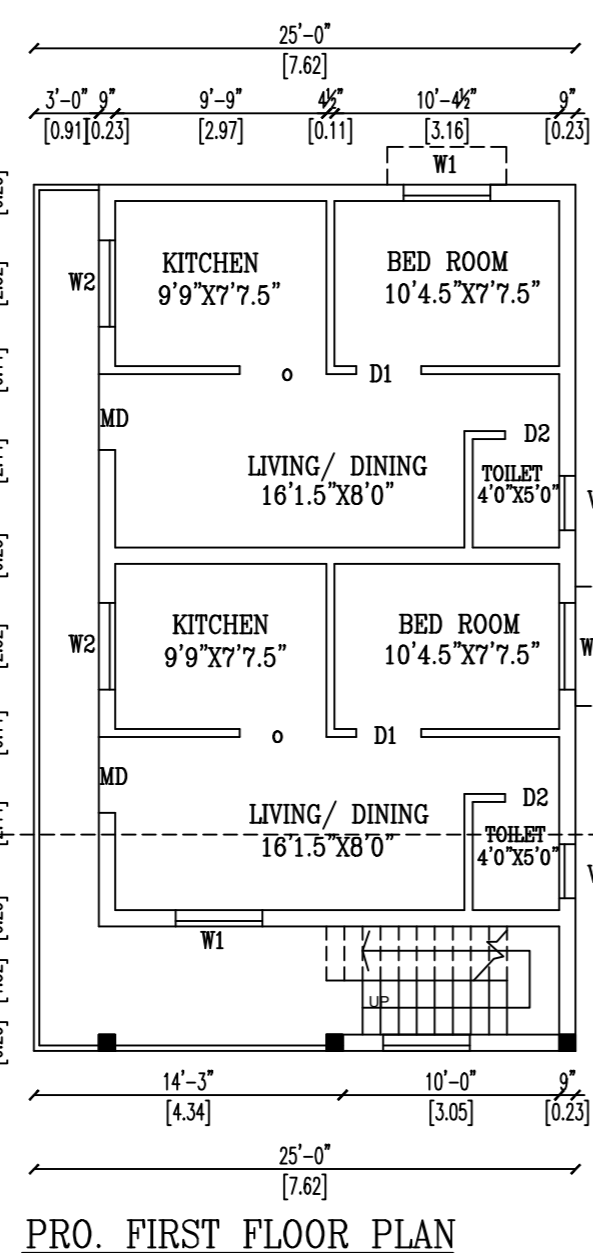 25'-0"
[7.62]
3'-0" 9" 9'-9" 4½" 10'-4½" 9"
[0.91] [0.23] [2.97] [0.11] [3.16] [0.23]
W1
W2
KITCHEN
9'9"X7'7.5"
BED ROOM
10'4.5"X7'7.5"
O
D1
MD
D2
LIVING/ DINING
16'1.5"X8'0"
TOILET
4'0"X5'0"
W2
KITCHEN
9'9"X7'7.5"
BED ROOM
10'4.5"X7'7.5"
W
O
D1
MD
D2
LIVING/ DINING
16'1.5"X8'0"
TOILET
4'0"X5'0"
W1
UP
14'-3" 10'-0" 9"
[4.34] [3.05] [0.23]
25'-0"
[7.62]
PRO. FIRST FLOOR PLAN